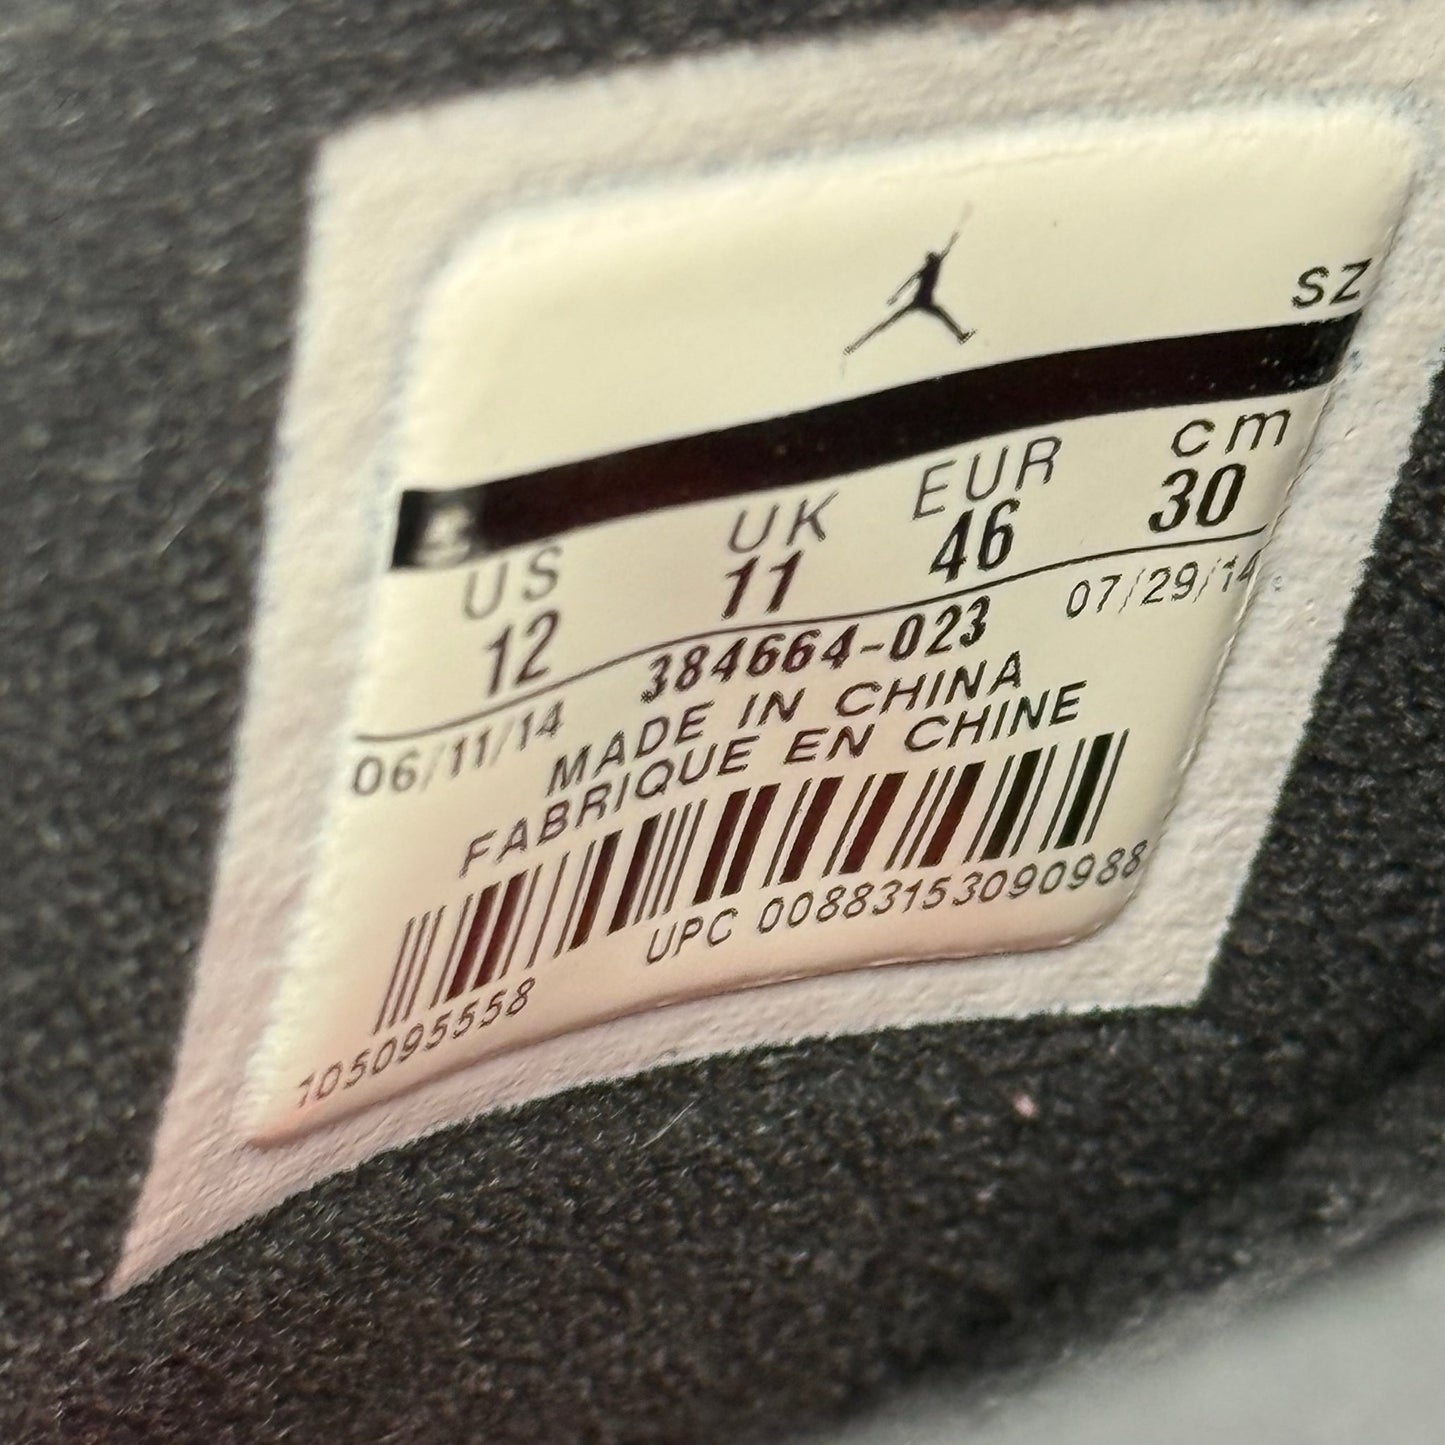 SZ
US UK EUR cm
12 11 46 30
06/11/14 384664-023 07/29/14
MADE IN CHINA
FABRIQUE EN CHINE
UPC 00883153090988
105095558